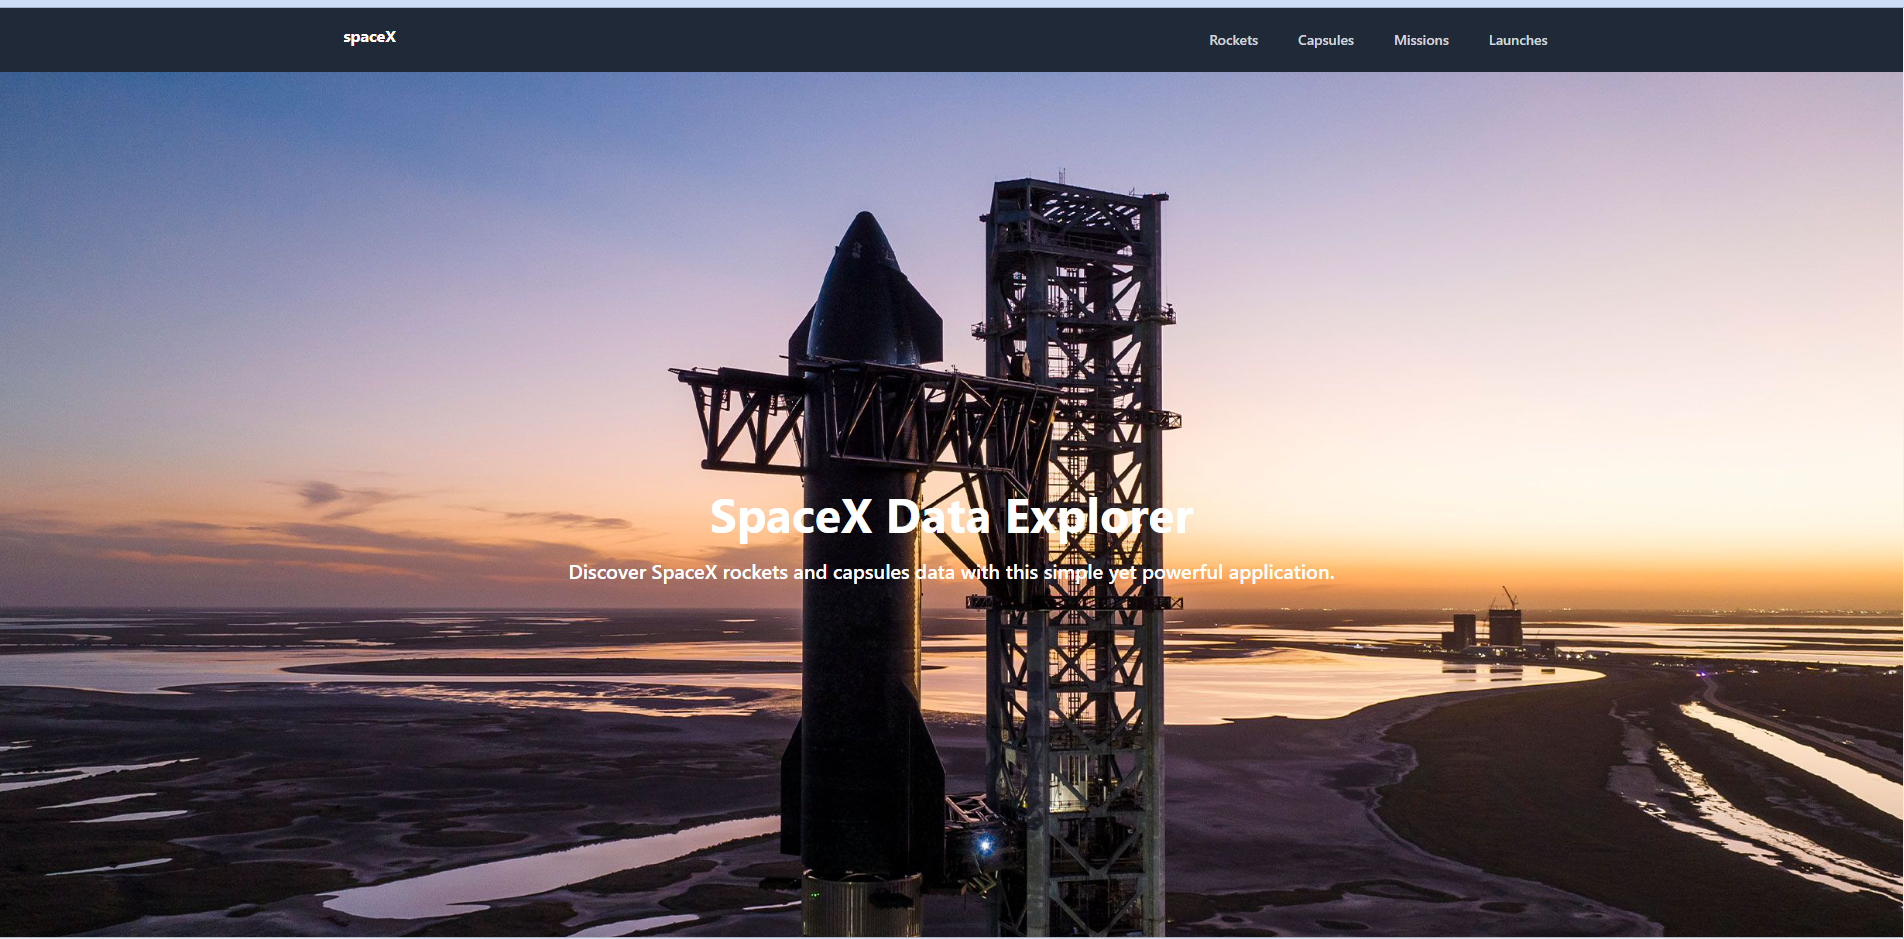 spaceX
Rockets Capsules Missions Launches
SpaceX Data Explorer
Discover SpaceX rockets and capsules data with this simple yet powerful application.